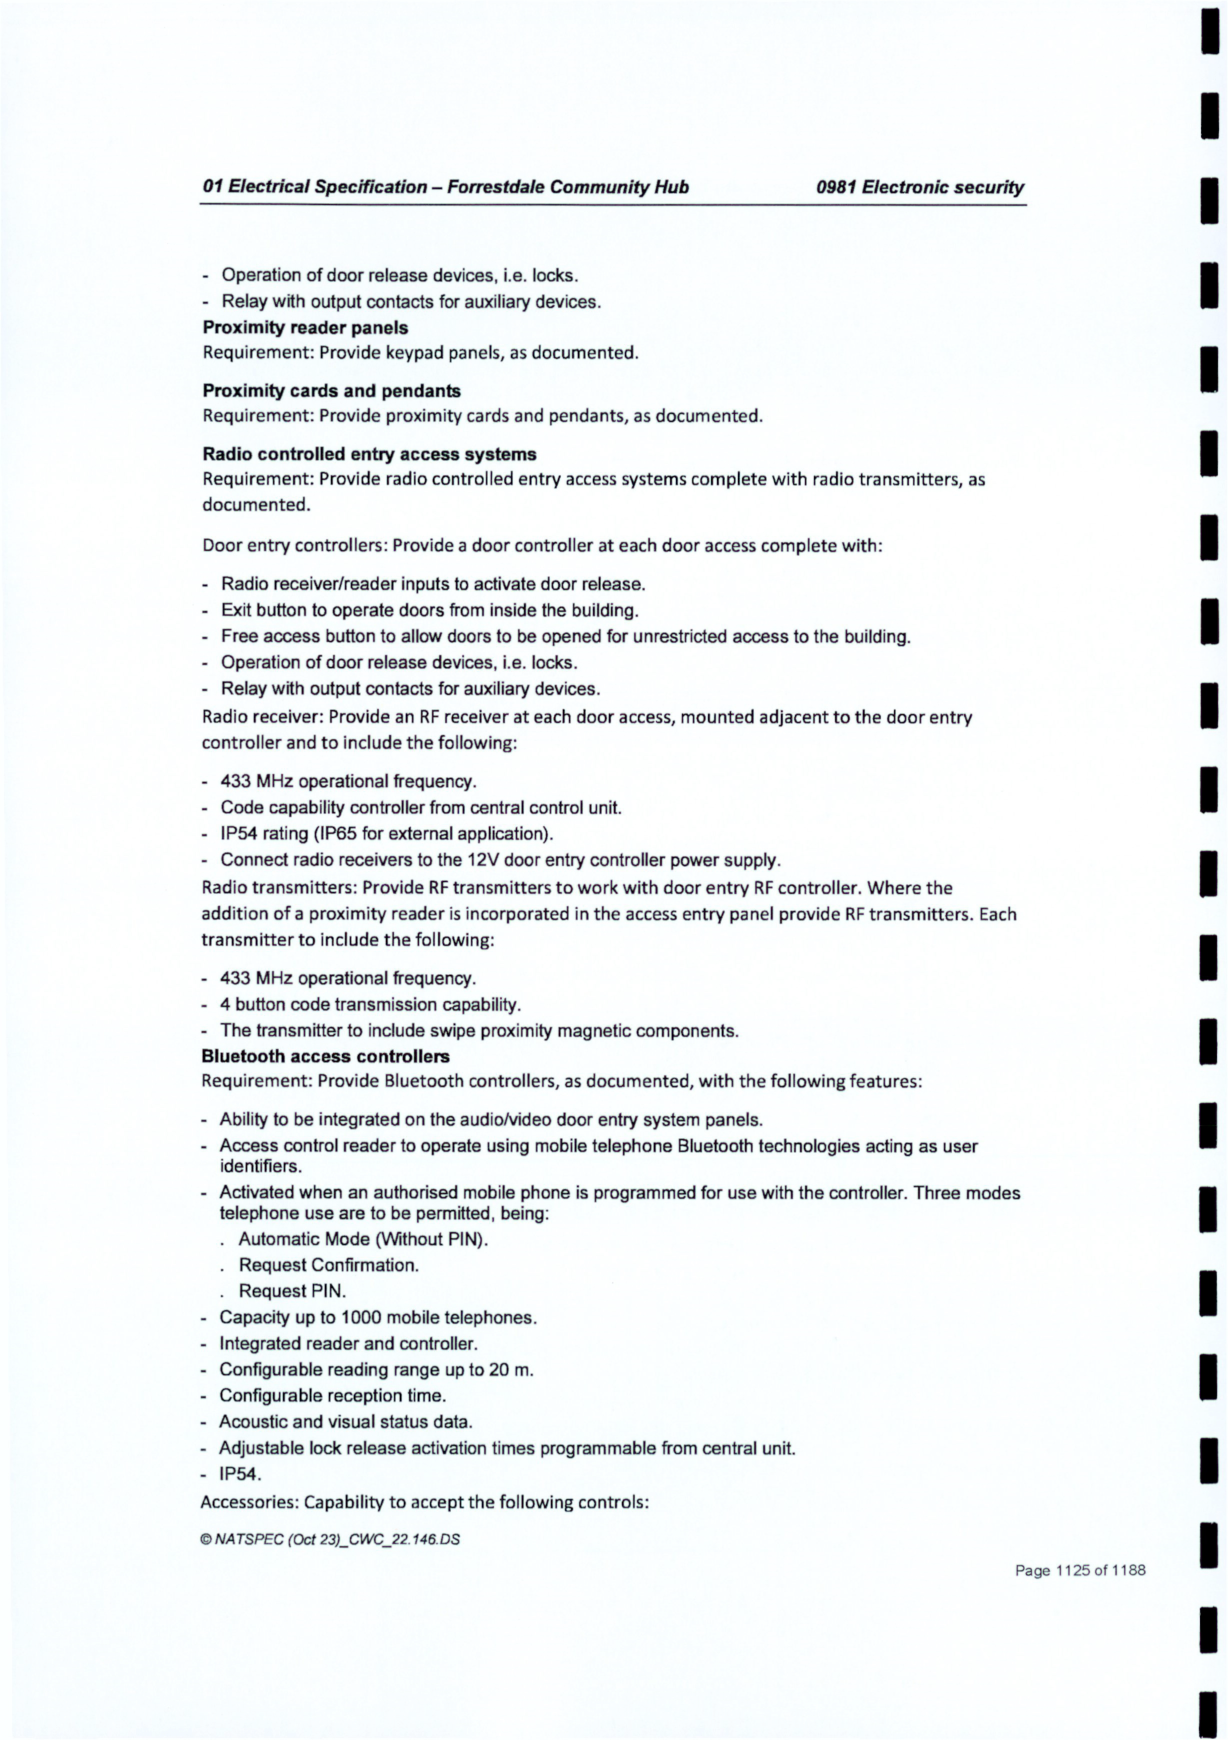 01 Electrical Specification – Forrestdale Community Hub 0981 Electronic security
- Operation of door release devices, i.e. locks.
- Relay with output contacts for auxiliary devices.
Proximity reader panels
Requirement: Provide keypad panels, as documented.
Proximity cards and pendants
Requirement: Provide proximity cards and pendants, as documented.
Radio controlled entry access systems
Requirement: Provide radio controlled entry access systems complete with radio transmitters, as
documented.
Door entry controllers: Provide a door controller at each door access complete with:
- Radio receiver/reader inputs to activate door release.
- Exit button to operate doors from inside the building.
- Free access button to allow doors to be opened for unrestricted access to the building.
- Operation of door release devices, i.e. locks.
- Relay with output contacts for auxiliary devices.
Radio receiver: Provide an RF receiver at each door access, mounted adjacent to the door entry
controller and to include the following:
- 433 MHz operational frequency.
- Code capability controller from central control unit.
- IP54 rating (IP65 for external application).
- Connect radio receivers to the 12V door entry controller power supply.
Radio transmitters: Provide RF transmitters to work with door entry RF controller. Where the
addition of a proximity reader is incorporated in the access entry panel provide RF transmitters. Each
transmitter to include the following:
- 433 MHz operational frequency.
- 4 button code transmission capability.
- The transmitter to include swipe proximity magnetic components.
Bluetooth access controllers
Requirement: Provide Bluetooth controllers, as documented, with the following features:
- Ability to be integrated on the audio/video door entry system panels.
- Access control reader to operate using mobile telephone Bluetooth technologies acting as user
identifiers.
- Activated when an authorised mobile phone is programmed for use with the controller. Three modes
telephone use are to be permitted, being:
. Automatic Mode (Without PIN).
. Request Confirmation.
. Request PIN.
- Capacity up to 1000 mobile telephones.
- Integrated reader and controller.
- Configurable reading range up to 20 m.
- Configurable reception time.
- Acoustic and visual status data.
- Adjustable lock release activation times programmable from central unit.
- IP54.
Accessories: Capability to accept the following controls:
© NATSPEC (Oct 23)_CWC_22.146.DS
Page 1125 of 1188